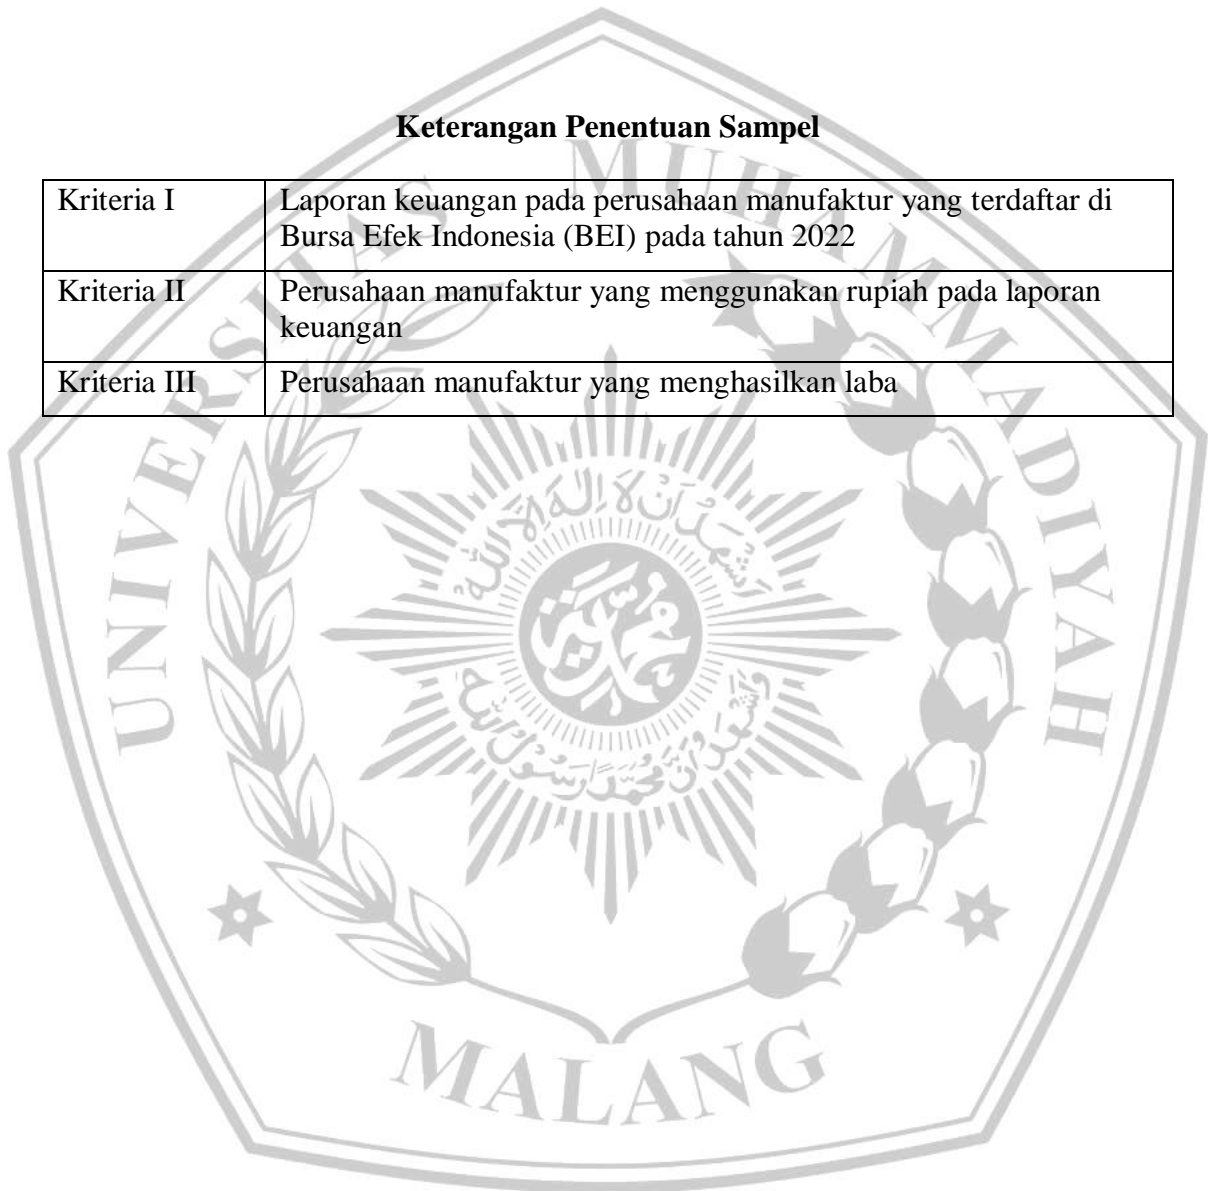 Keterangan Penentuan Sampel
Kriteria I
Laporan keuangan pada perusahaan manufaktur yang terdaftar di
Bursa Efek Indonesia (BEI) pada tahun 2022
Kriteria II
Perusahaan manufaktur yang menggunakan rupiah pada laporan
keuangan
Kriteria III
Perusahaan manufaktur yang menghasilkan laba
UNIVERSITAS MUHAMMADIYAH
MALANG